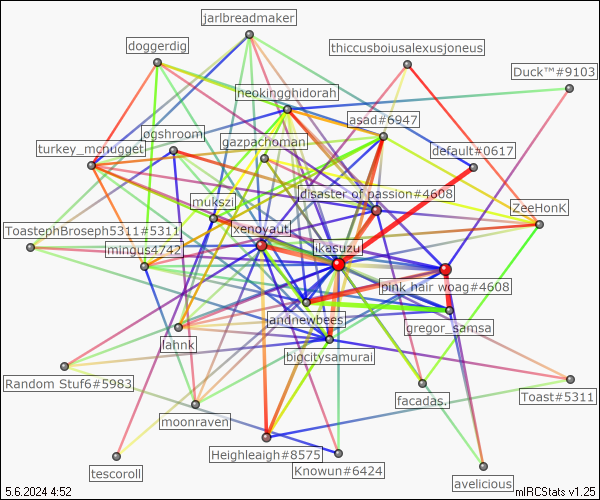 jarlbreadmaker
doggerdig
thiccusboiusalexusjoneus
Duck™#9103
neokingghidorah
asad#6947
ogshroom
gazpachoman
default#0617
turkey_mcnugget
disaster of passion#4608
mukszi
ZeeHonK
ToastephBroseph5311#5311
xenoyaut
ikasuzu
mingus4742
pink hair woag#4608
jandnewbees
gregor_samsa
lahnk
bigcitysamurai
Random Stuf6#5983
facadas.
Toast#5311
moonraven
Heighleaigh#8575
Knowun#6424
tescoroll
avelicious
5.6.2024 4:52
mIRCStats v1.25